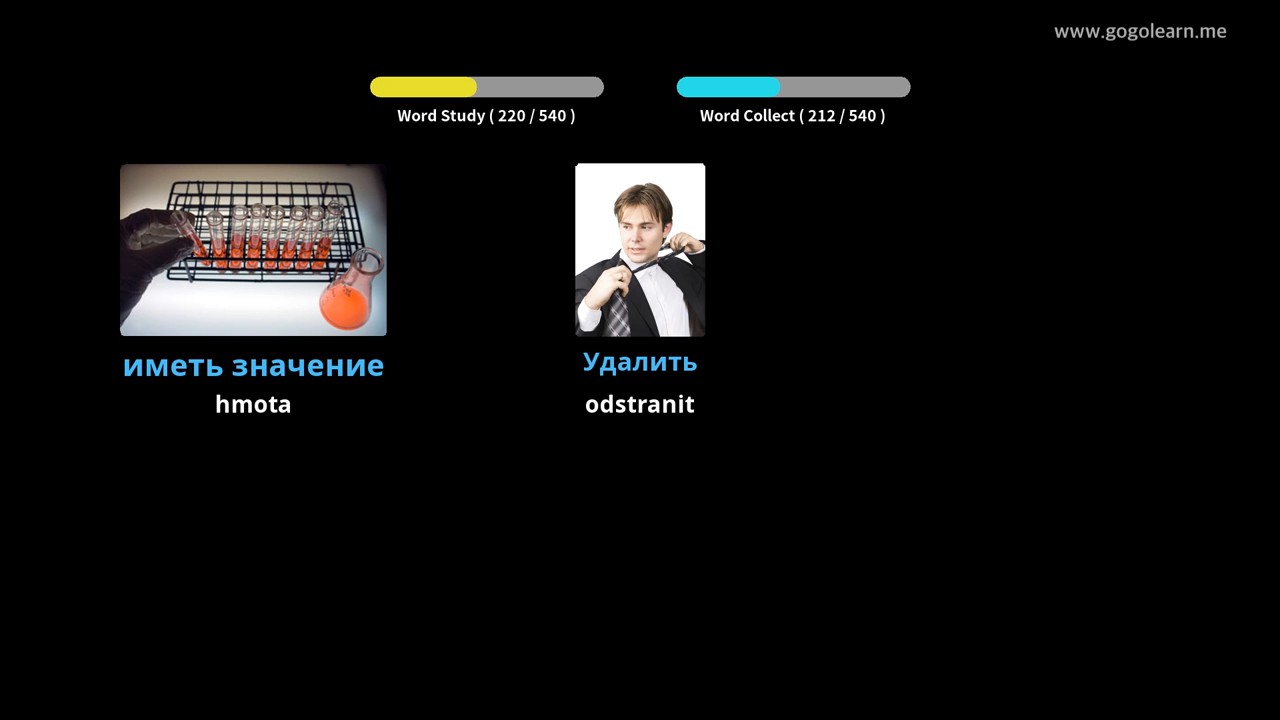 www.gogolearn.me
Word Study ( 220 / 540 )
Word Collect ( 212 / 540 )
иметь значение
hmota
Удалить
odstranit